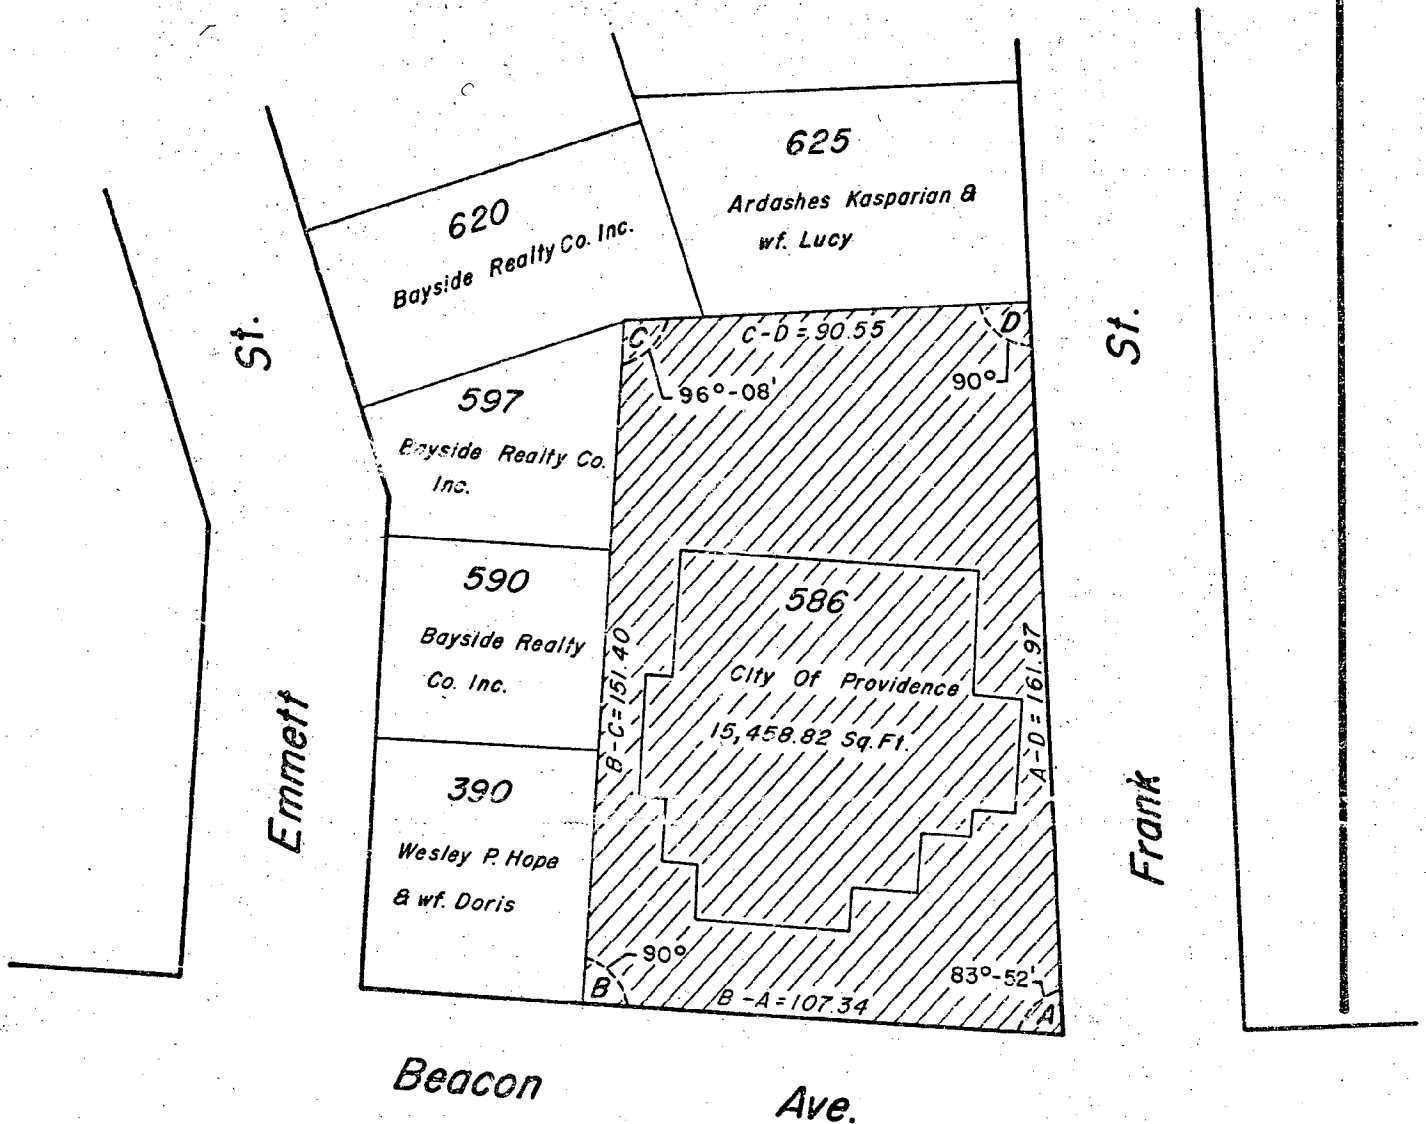 625
Ardashes Kasparian &
wf. Lucy
620
Bayside Realty Co. Inc.
C
C-D = 90.55
D
96°-08'
90°
597
Bayside Realty Co.
Inc.
590
Bayside Realty
Co. Inc.
586
City Of Providence
15,458.82 Sq. Ft.
B-C = 151.40
A-D = 161.97
390
Wesley P. Hope
& wf. Doris
90°
83°-52'
B
B-A = 107.34
A
Emmett St.
Frank St.
Beacon Ave.